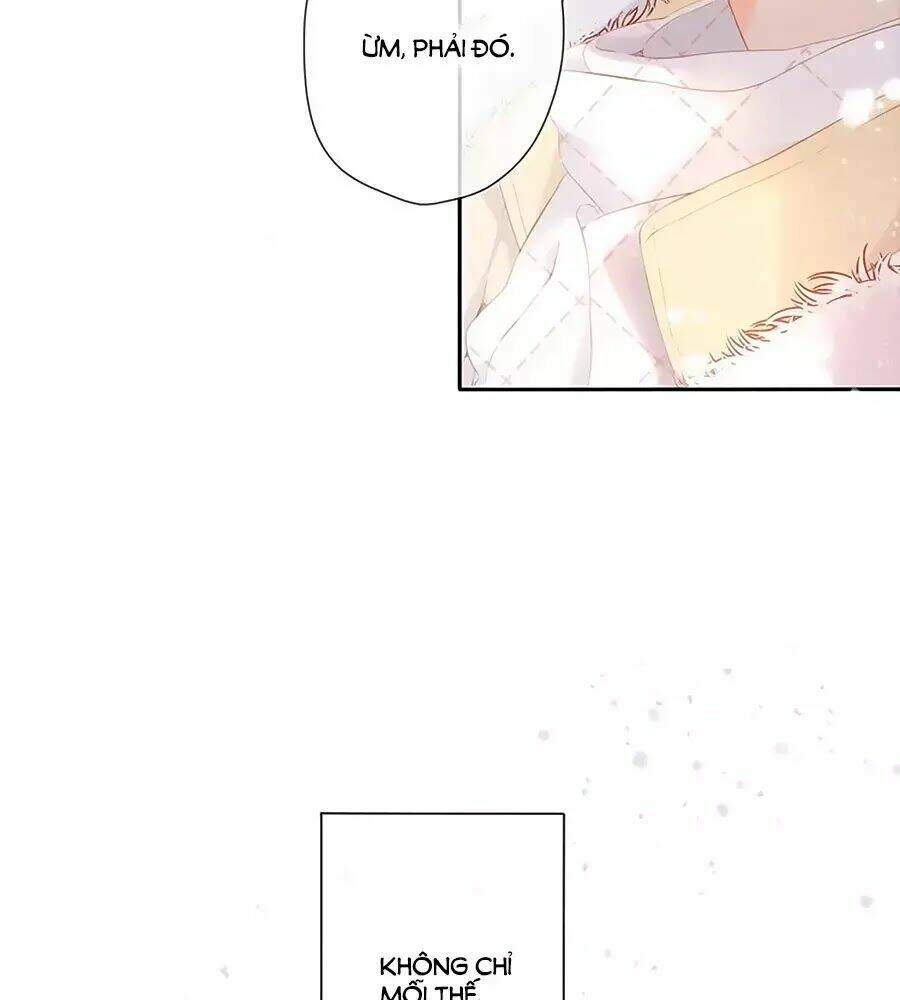 ỪM, PHẢI ĐÓ.
KHÔNG CHỈ
MỖI THẾ,